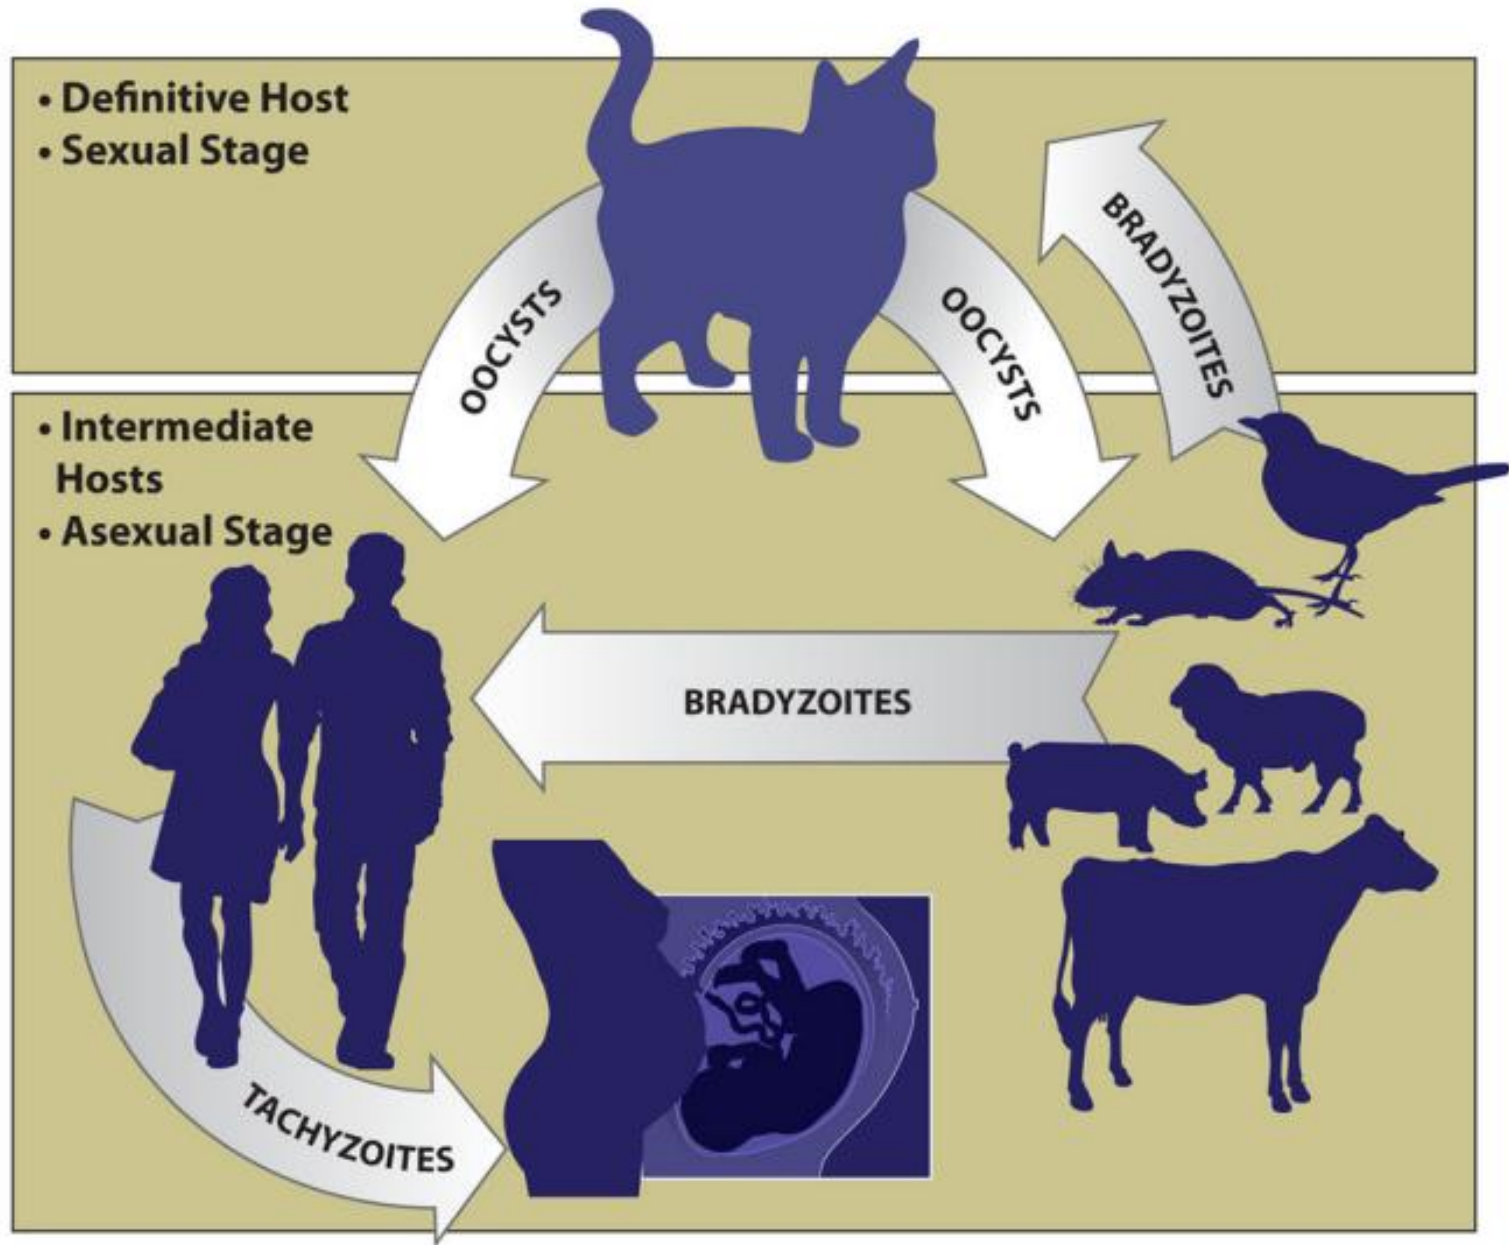 • Definitive Host
• Sexual Stage
OOCYSTS
OOCYSTS
BRADYZOITES
• Intermediate
Hosts
• Asexual Stage
BRADYZOITES
TACHYZOITES